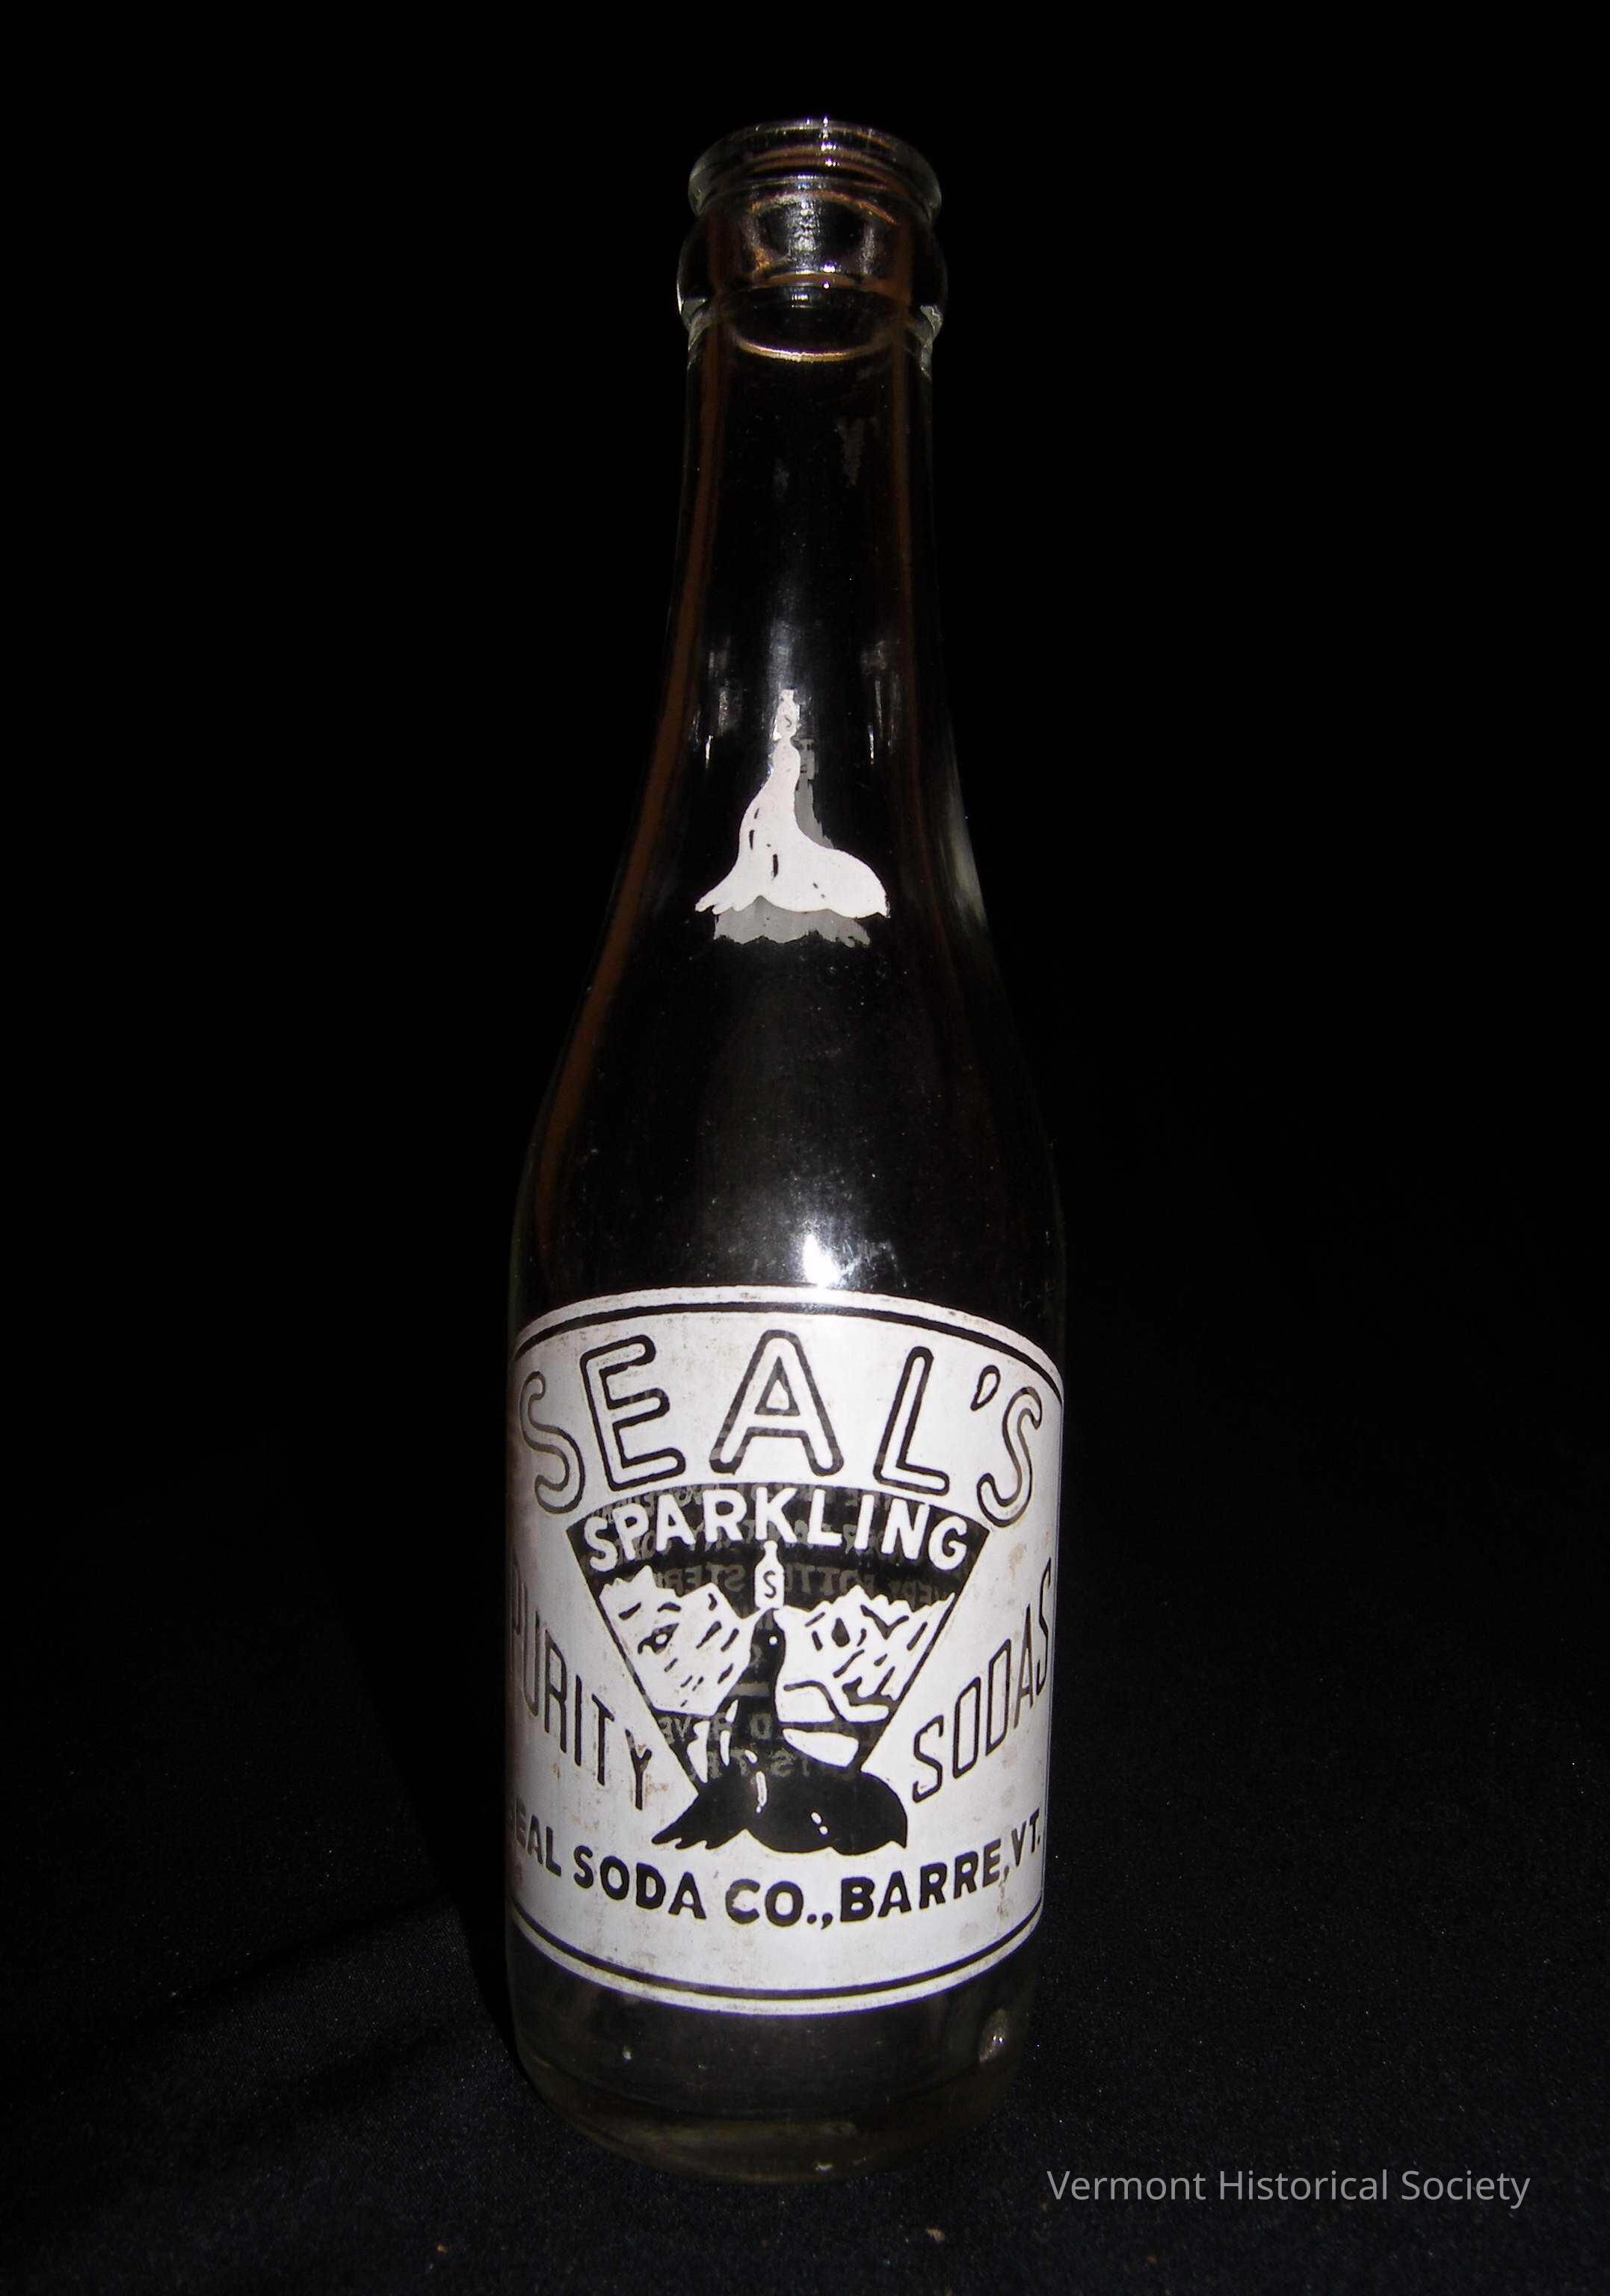 S
SEAL'S
SPARKLING
S
PURITY SODAS
EAL SODA CO., BARRE, VT.
Vermont Historical Society